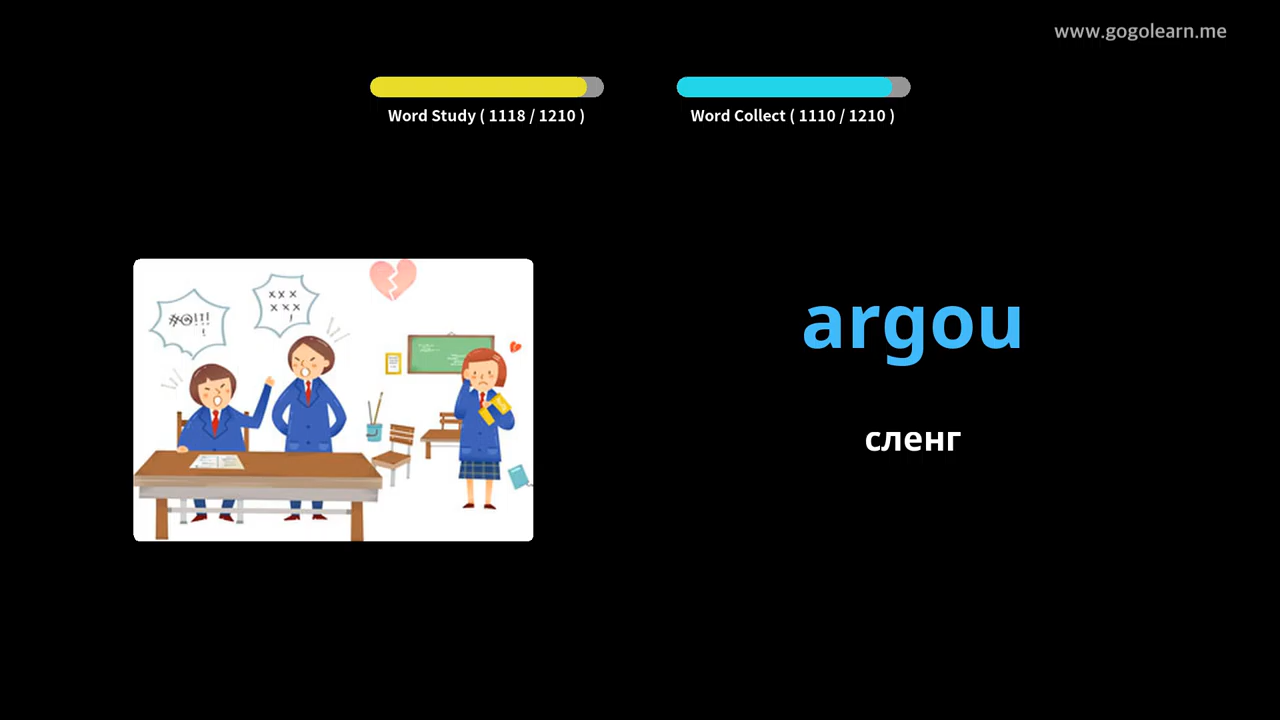 www.gogolearn.me
Word Study ( 1118 / 1210 )
Word Collect ( 1110 / 1210 )
#@!!!
!
x x x
x x x
!
argou
сленг